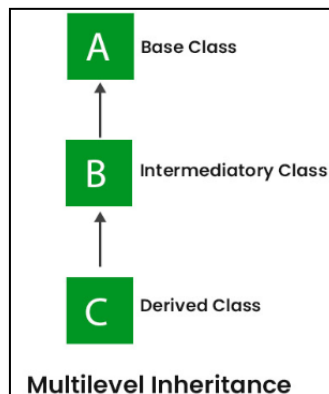 A Base Class
B Intermediatory Class
C Derived Class
Multilevel Inheritance